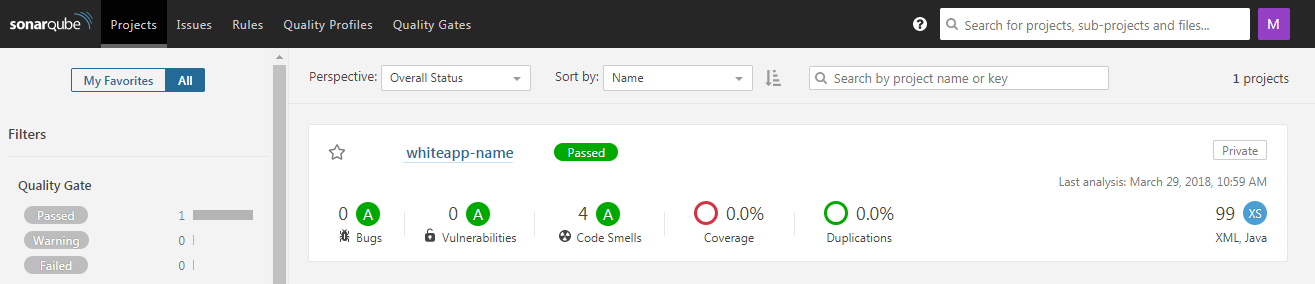 sonarqube Projects Issues Rules Quality Profiles Quality Gates ? Search for projects, sub-projects and files... M
My Favorites All
Perspective: Overall Status Sort by: Name Search by project name or key 1 projects
Filters
Quality Gate
Passed 1
Warning 0
Failed 0
whiteapp-name Passed Private
Last analysis: March 29, 2018, 10:59 AM
0 A 0 A 4 A 0.0% 0.0% 99 XS
Bugs Vulnerabilities Code Smells Coverage Duplications XML, Java